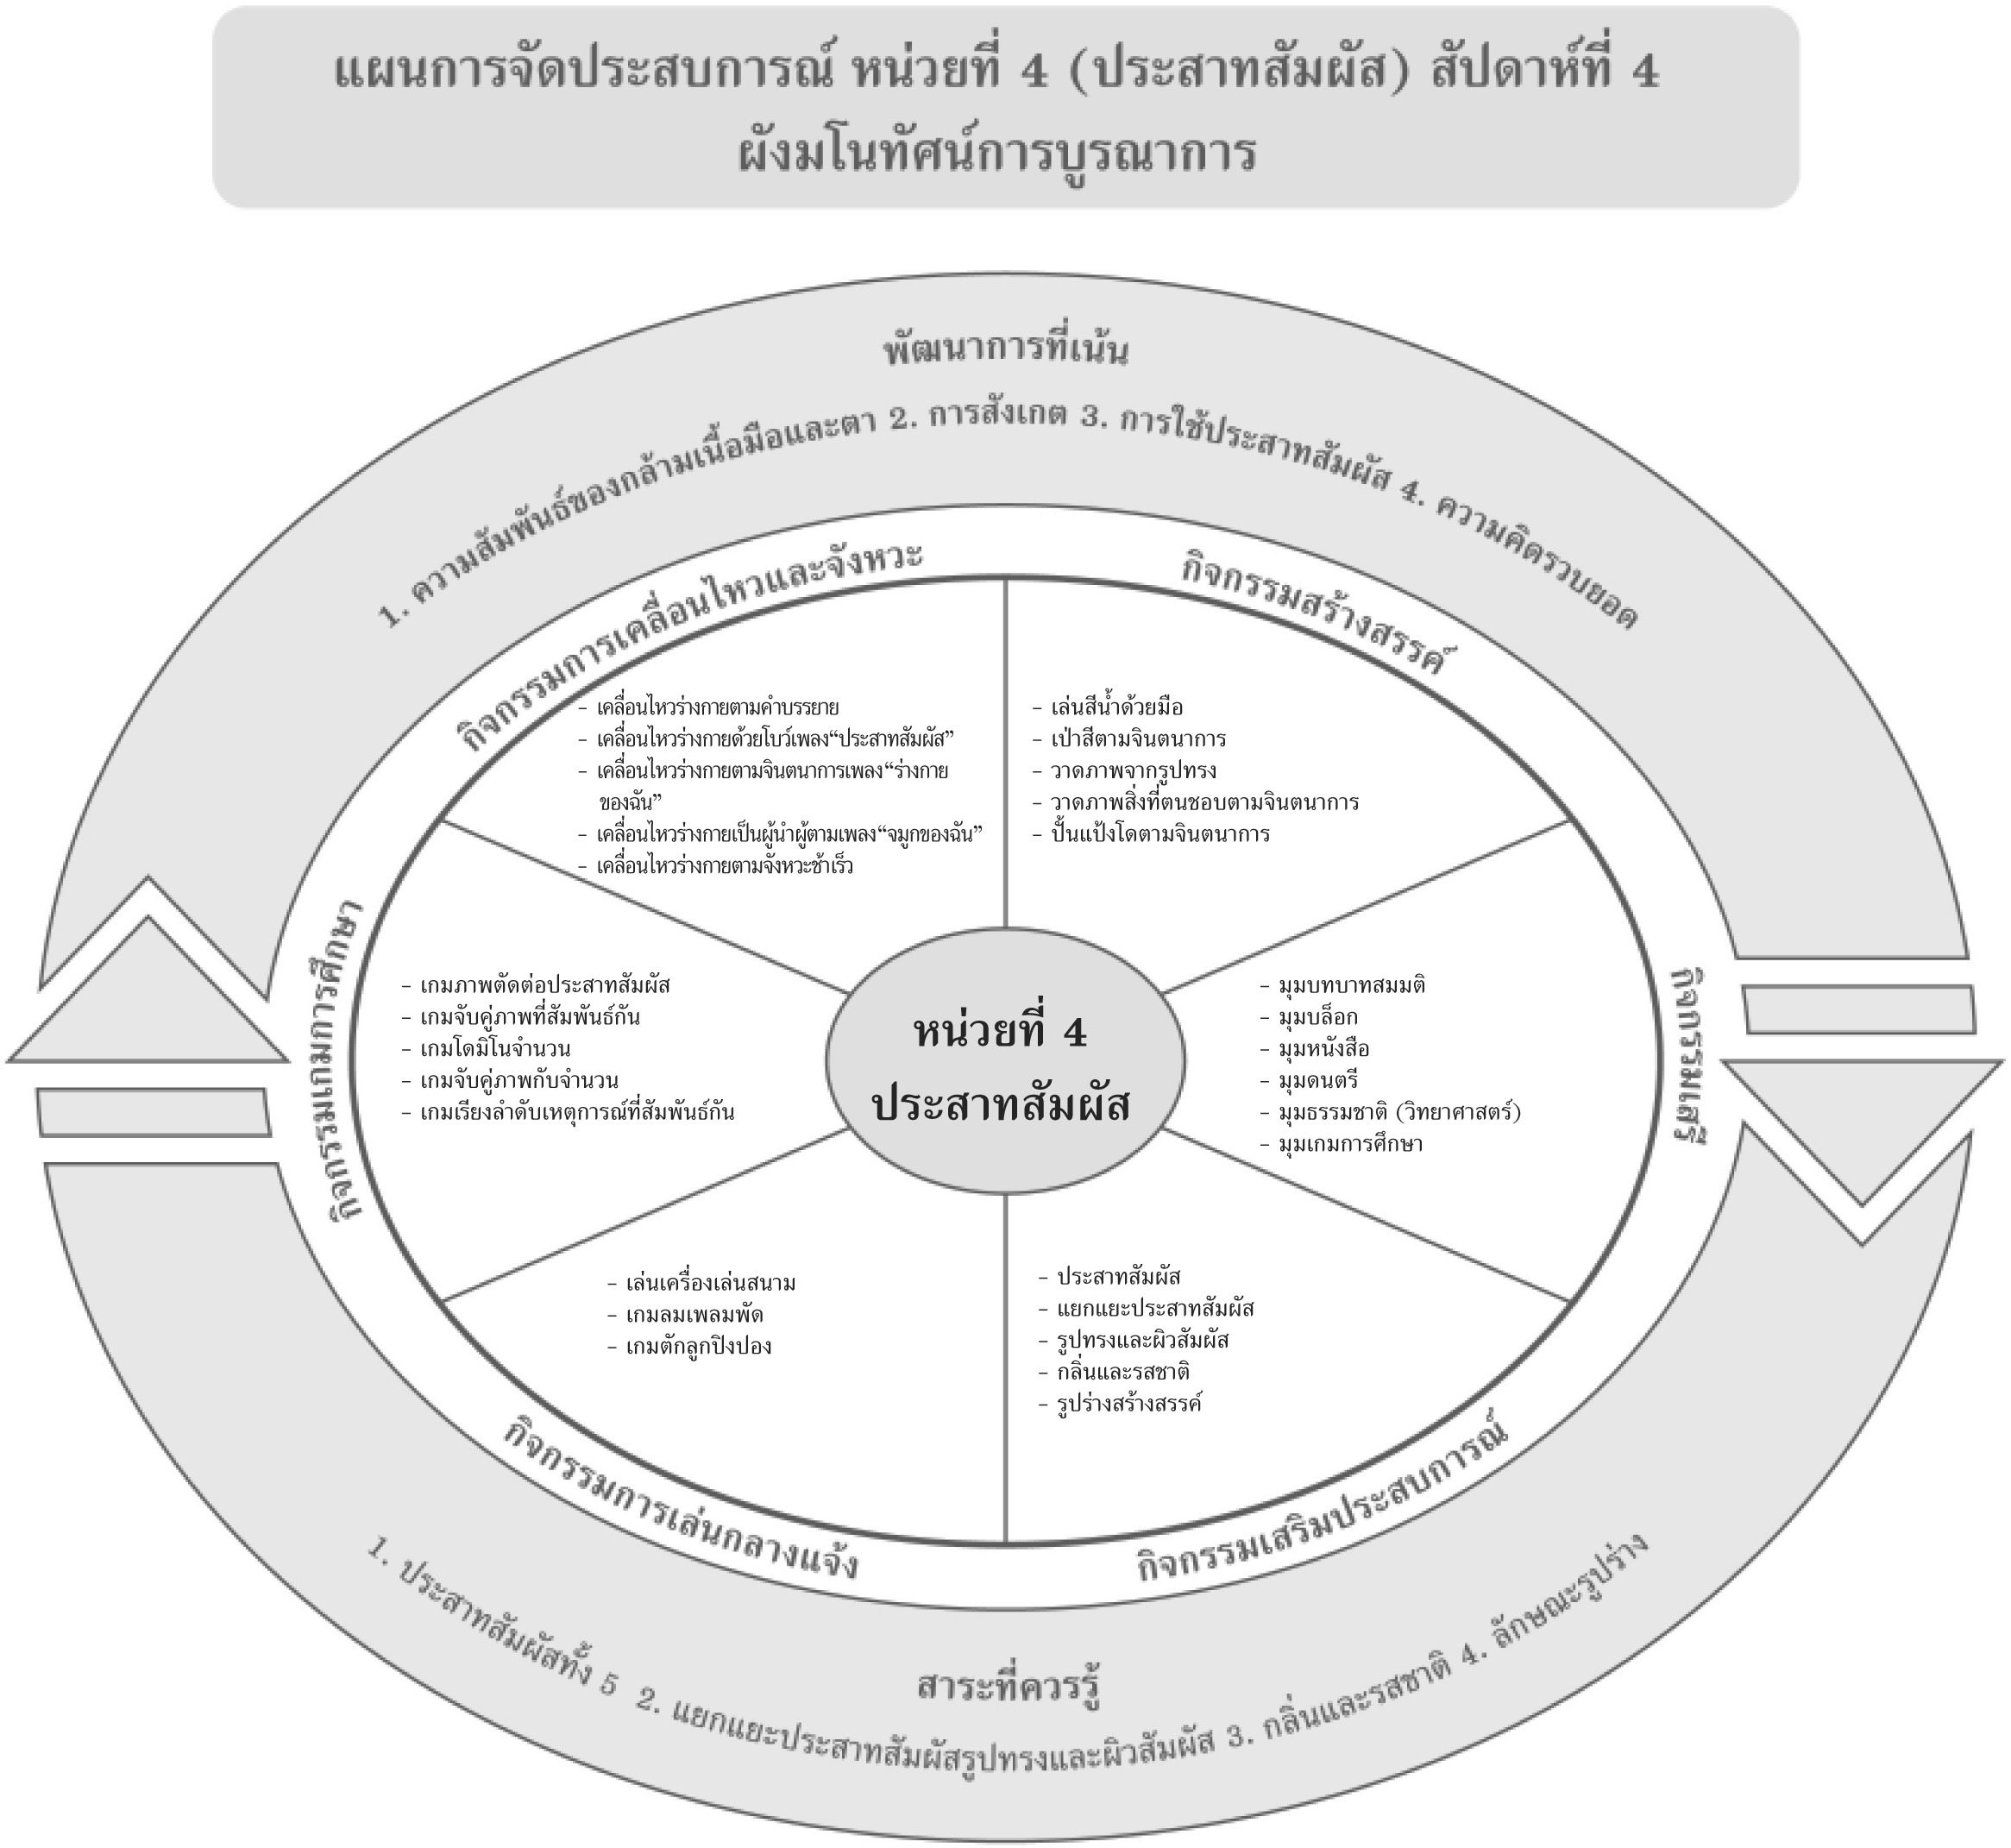 แผนการจัดประสบการณ์ หน่วยที่ 4 (ประสาทสัมผัส) สัปดาห์ที่ 4
ผังมโนทัศน์การบูรณาการ
พัฒนาการที่เน้น
1. ความสัมพันธ์ของกล้ามเนื้อมือและตา 2. การสังเกต 3. การใช้ประสาทสัมผัส 4. ความคิดรวบยอด
กิจกรรมการเคลื่อนไหวและจังหวะ
- เคลื่อนไหวร่างกายตามคำบรรยาย
- เคลื่อนไหวร่างกายด้วยโบว์เพลง“ประสาทสัมผัส”
- เคลื่อนไหวร่างกายตามจินตนาการเพลง“ร่างกาย
ของฉัน”
- เคลื่อนไหวร่างกายเป็นผู้นำผู้ตามเพลง“จมูกของฉัน”
- เคลื่อนไหวร่างกายตามจังหวะช้าเร็ว
กิจกรรมสร้างสรรค์
- เล่นสีน้ำด้วยมือ
- เป่าสีตามจินตนาการ
- วาดภาพจากรูปทรง
- วาดภาพสิ่งที่ตนชอบตามจินตนาการ
- ปั้นแป้งโดตามจินตนาการ
กิจกรรมเกมการศึกษา
- เกมภาพตัดต่อประสาทสัมผัส
- เกมจับคู่ภาพที่สัมพันธ์กัน
- เกมโดมิโนจำนวน
- เกมจับคู่ภาพกับจำนวน
- เกมเรียงลำดับเหตุการณ์ที่สัมพันธ์กัน
หน่วยที่ 4
ประสาทสัมผัส
กิจกรรมเสรี
- มุมบทบาทสมมติ
- มุมบล็อก
- มุมหนังสือ
- มุมดนตรี
- มุมธรรมชาติ (วิทยาศาสตร์)
- มุมเกมการศึกษา
- เล่นเครื่องเล่นสนาม
- เกมลมเพลมพัด
- เกมตักลูกปิงปอง
กิจกรรมการเล่นกลางแจ้ง
- ประสาทสัมผัส
- แยกแยะประสาทสัมผัส
- รูปทรงและผิวสัมผัส
- กลิ่นและรสชาติ
- รูปร่างสร้างสรรค์
กิจกรรมเสริมประสบการณ์
สาระที่ควรรู้
1. ประสาทสัมผัสทั้ง 5 2. แยกแยะประสาทสัมผัสรูปทรงและผิวสัมผัส 3. กลิ่นและรสชาติ 4. ลักษณะรูปร่าง